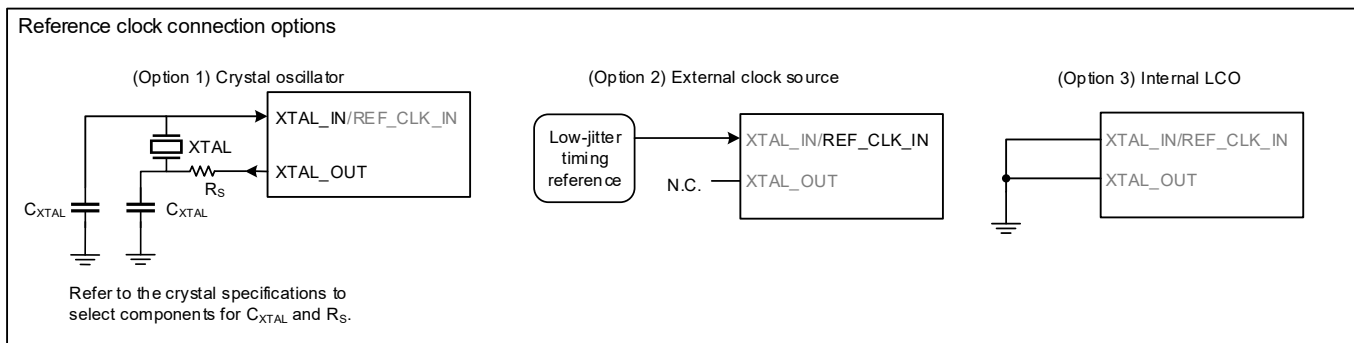 Reference clock connection options
(Option 1) Crystal oscillator
XTAL_IN/REF_CLK_IN
XTAL
XTAL_OUT
RS
CXTAL
CXTAL
Refer to the crystal specifications to
select components for CXTAL and RS.
(Option 2) External clock source
Low-jitter
timing
reference
XTAL_IN/REF_CLK_IN
N.C.
XTAL_OUT
(Option 3) Internal LCO
XTAL_IN/REF_CLK_IN
XTAL_OUT